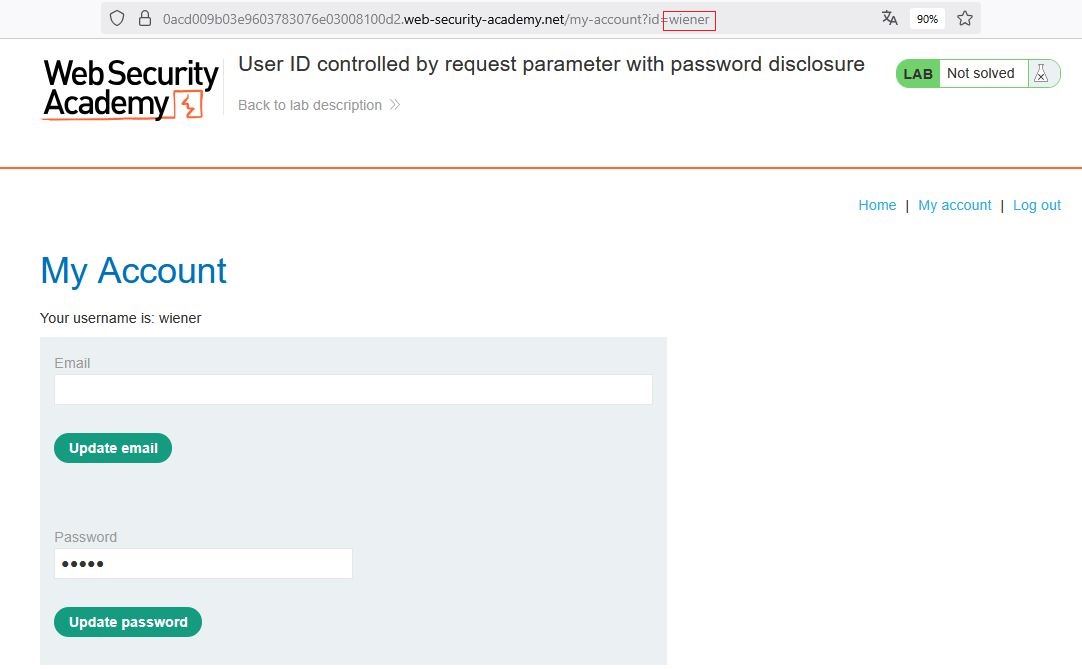 0acd009b03e9603783076e03008100d2.web-security-academy.net/my-account?id=wiener
90%
Web Security
Academy
User ID controlled by request parameter with password disclosure
Back to lab description
LAB Not solved
Home | My account | Log out
My Account
Your username is: wiener
Email
Update email
Password
Update password